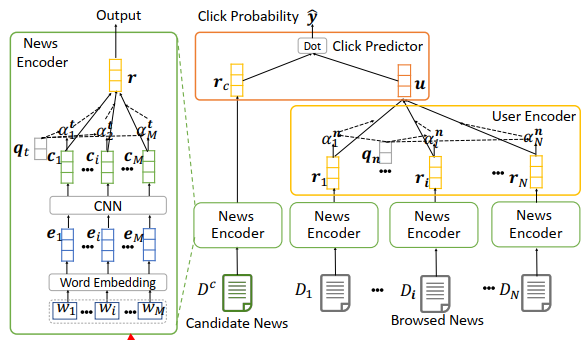 Output
Click Probability ŷ
News
Encoder
Dot
Click Predictor
r
r_c
u
User Encoder
α_1^t α_i^t α_M^t
q_t
c_1 c_i c_M
α_1^n α_i^n α_N^n
q_n
r_1 r_i r_N
CNN
e_1 e_i e_M
News
Encoder
News
Encoder
News
Encoder
News
Encoder
Word Embedding
w_1 w_i w_M
D^c
D_1 D_i D_N
Candidate News
Browsed News